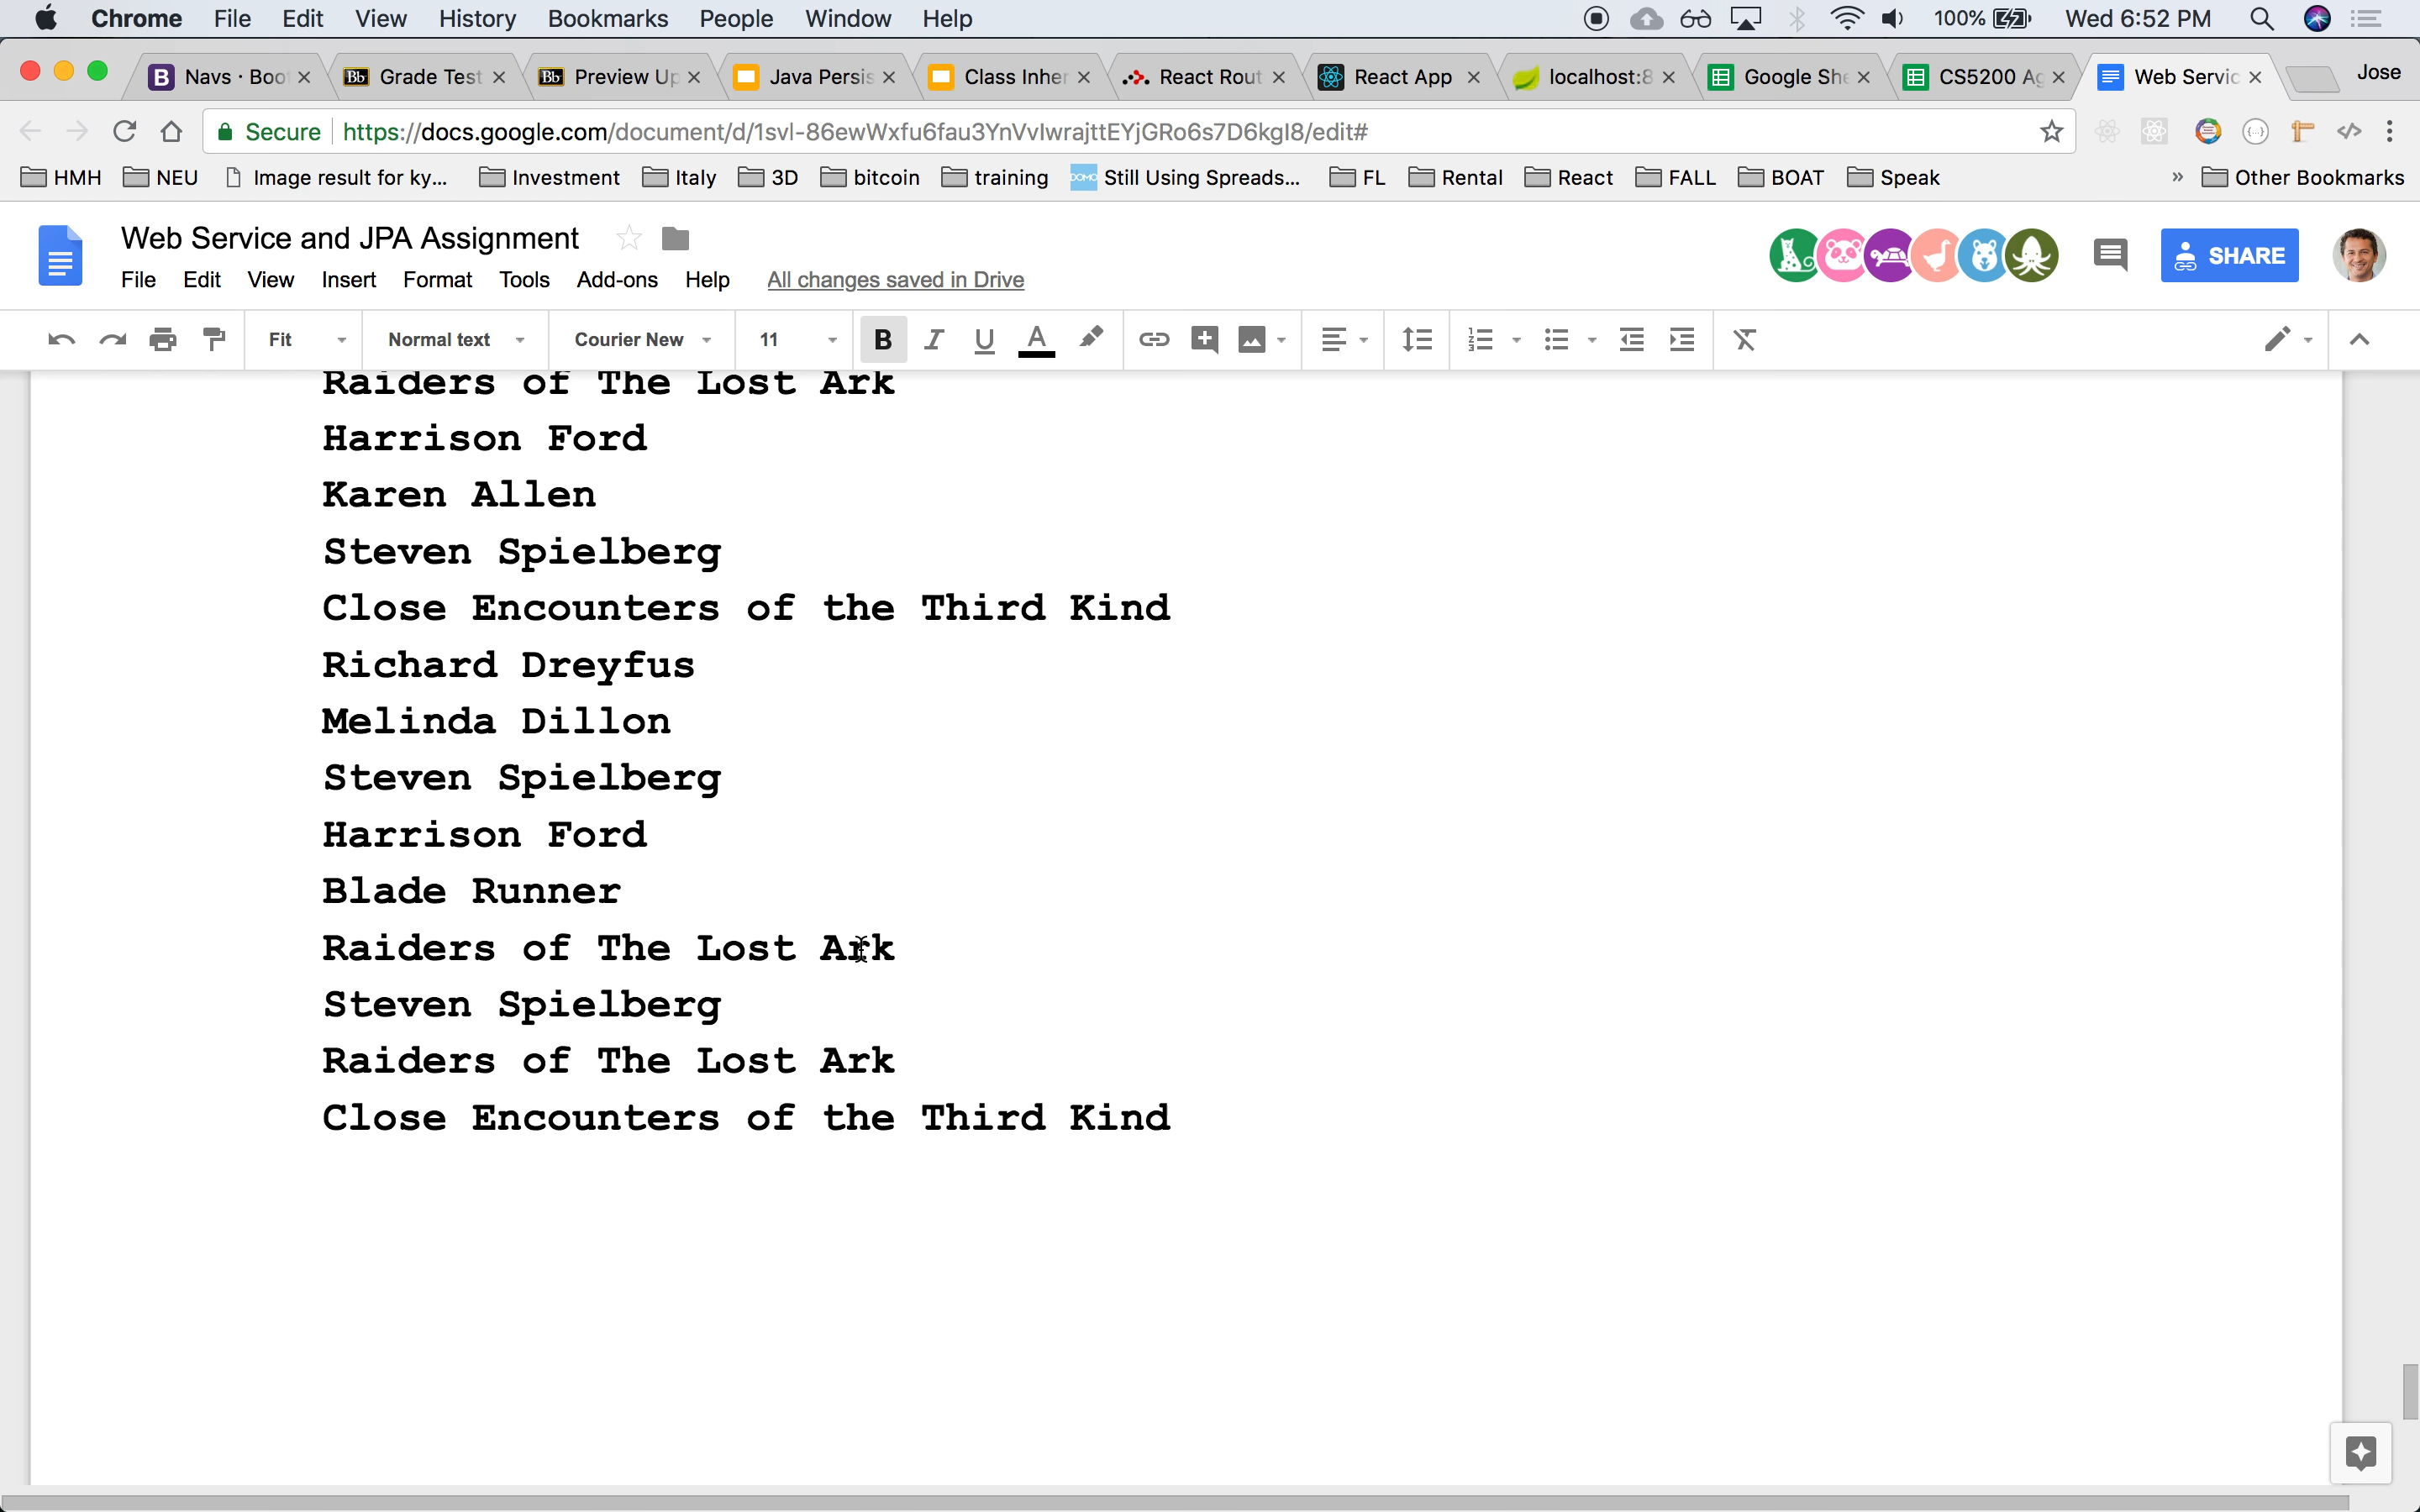 Chrome File Edit View History Bookmarks People Window Help 100% Wed 6:52 PM
Navs · Boo Grade Test Preview Up Java Persis Class Inher React Rout React App localhost:8 Google She CS5200 Ag Web Servic Jose
Secure https://docs.google.com/document/d/1svl-86ewWxfu6fau3YnVvlwrajttEYjGRo6s7D6kgI8/edit#
HMH NEU Image result for ky... Investment Italy 3D bitcoin training DOMO Still Using Spreads... FL Rental React FALL BOAT Speak » Other Bookmarks
Web Service and JPA Assignment
File Edit View Insert Format Tools Add-ons Help All changes saved in Drive SHARE
Fit Normal text Courier New 11 B I U A
Raiders of The Lost Ark
Harrison Ford
Karen Allen
Steven Spielberg
Close Encounters of the Third Kind
Richard Dreyfus
Melinda Dillon
Steven Spielberg
Harrison Ford
Blade Runner
Raiders of The Lost Ark
Steven Spielberg
Raiders of The Lost Ark
Close Encounters of the Third Kind